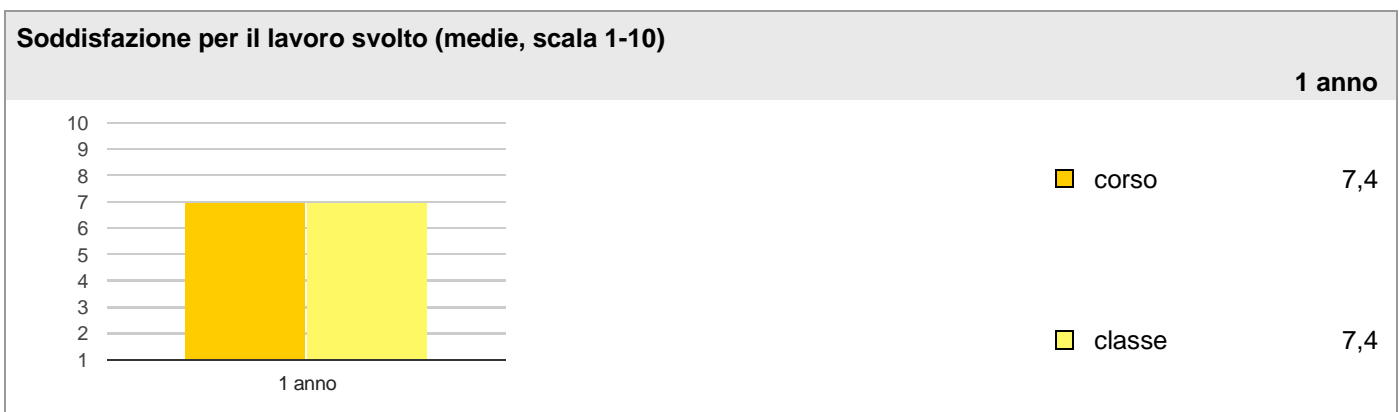 Soddisfazione per il lavoro svolto (medie, scala 1-10)
1 anno
10
9
8
7
6
5
4
3
2
1
1 anno
corso 7,4
classe 7,4